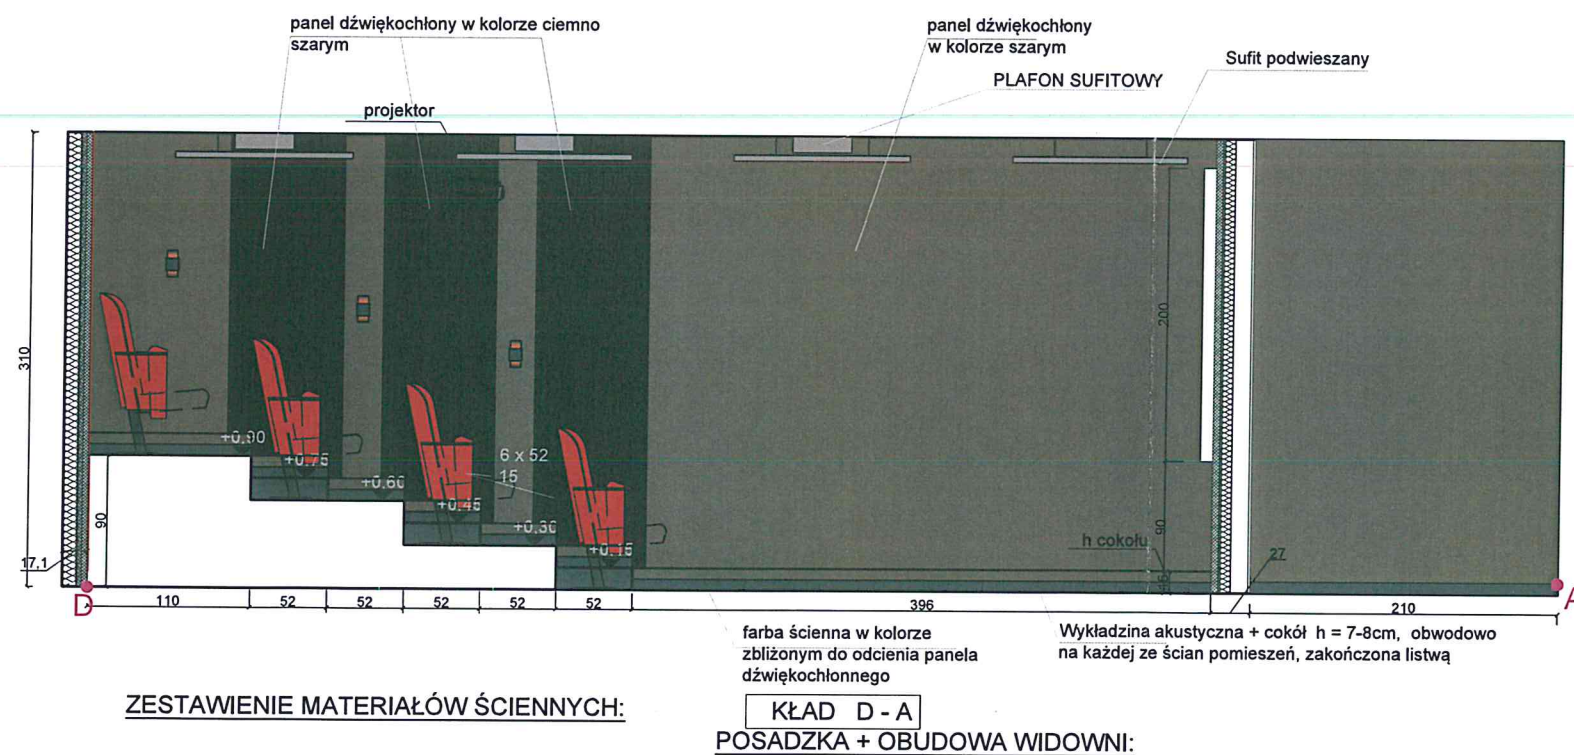 panel dźwiękochłony w kolorze ciemno
szarym
panel dźwiękochłony
w kolorze szarym
Sufit podwieszany
PLAFON SUFITOWY
projektor
310
200
+0,90
+0,75
6 x 52
15
+0,60
+0,45
+0,30
+0,15
90
90
h cokołu
17,1
27
15
D
A
110
52
52
52
52
52
396
210
farba ścienna w kolorze
zbliżonym do odcienia panela
dźwiękochłonnego
Wykładzina akustyczna + cokół h = 7-8cm, obwodowo
na każdej ze ścian pomieszeń, zakończona listwą
ZESTAWIENIE MATERIAŁÓW ŚCIENNYCH:
KŁAD D - A
POSADZKA + OBUDOWA WIDOWNI: